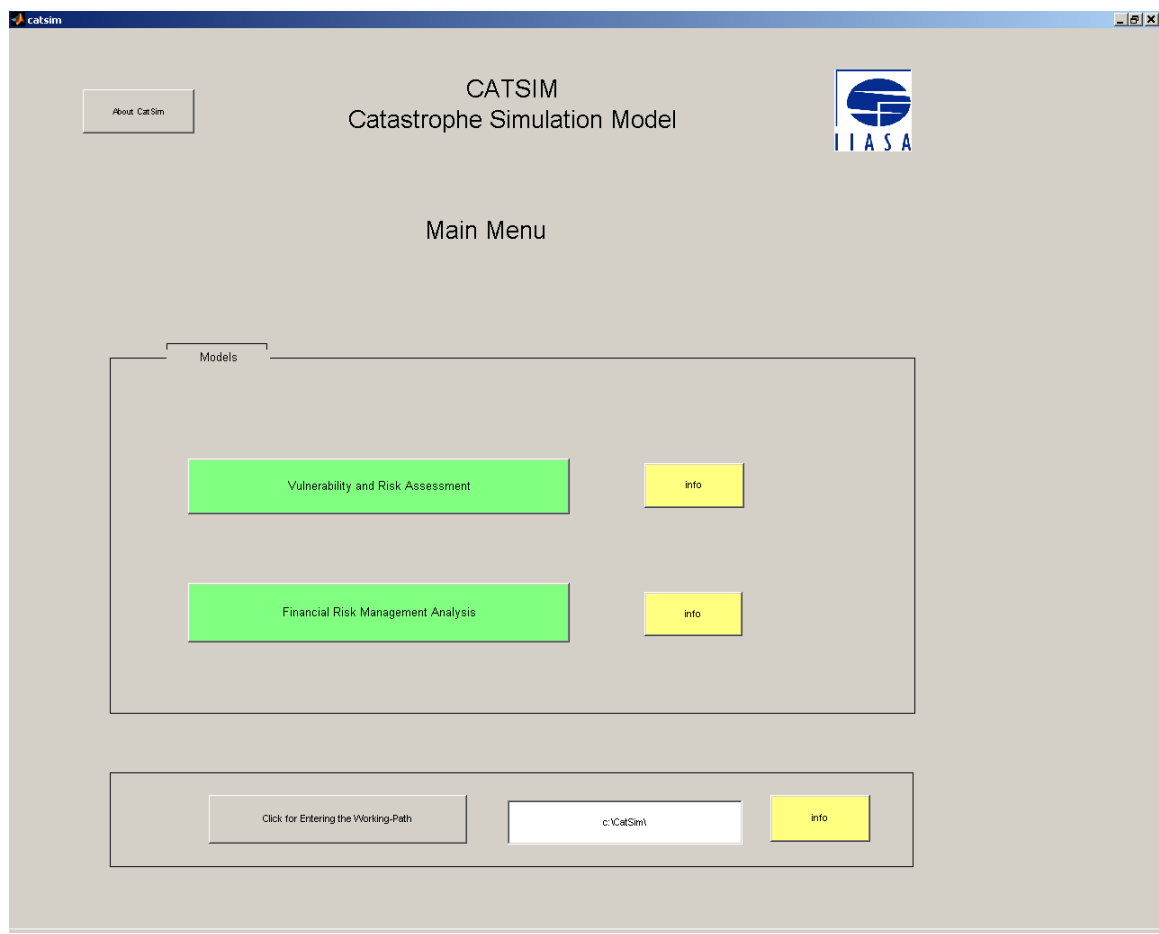 catsim
About CatSim
CATSIM
Catastrophe Simulation Model
IIASA
Main Menu
Models
Vulnerability and Risk Assessment
info
Financial Risk Management Analysis
info
Click for Entering the Working-Path
c:\CatSim\
info